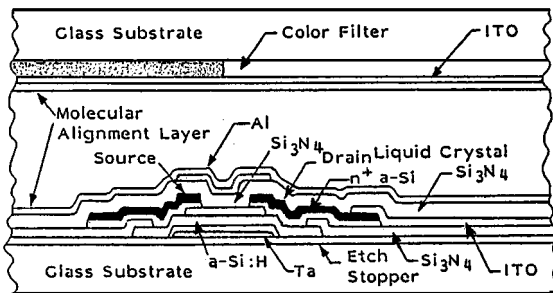 Glass Substrate
Color Filter
ITO
Molecular
Alignment Layer
Al
Source
Si3N4
Drain
Liquid Crystal
n+ a-Si
Si3N4
a-Si:H
Ta
Etch
Stopper
Si3N4
ITO
Glass Substrate